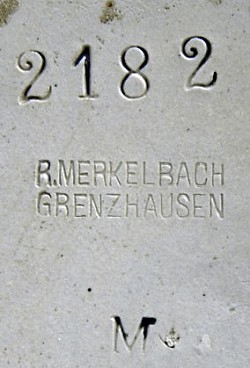 2182
R.MERKELBACH
GRENZHAUSEN
M